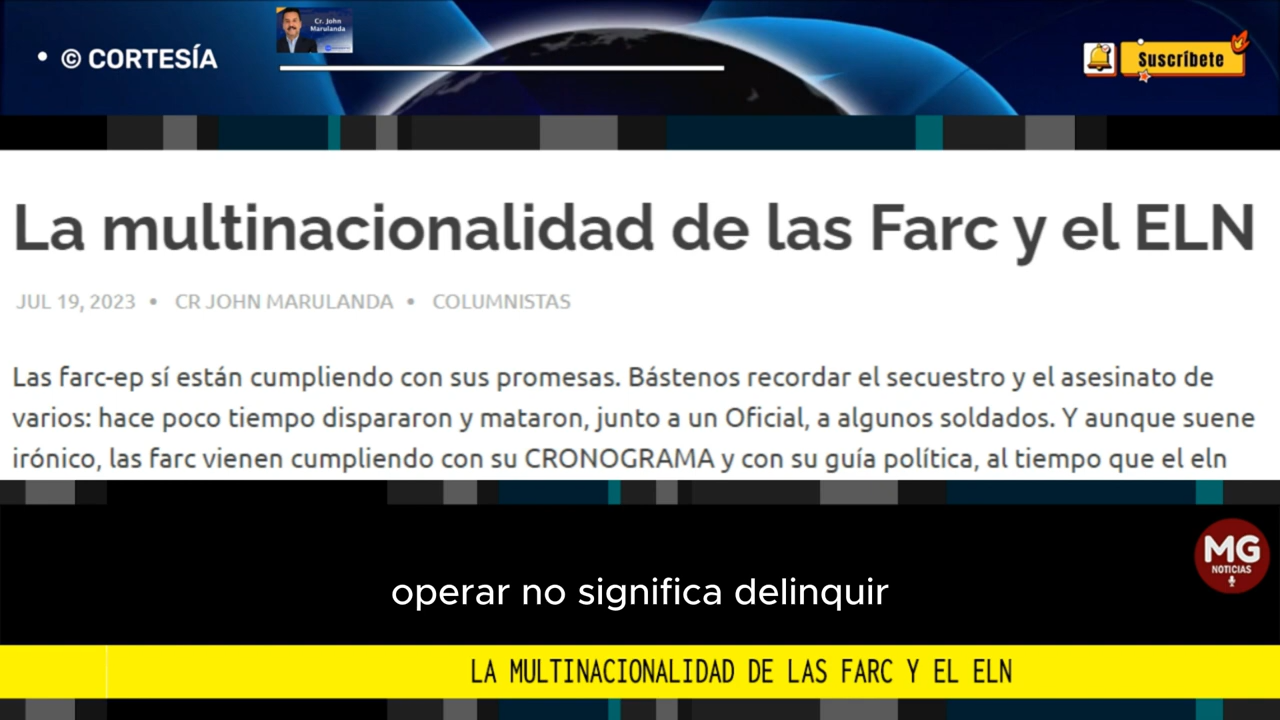 • © CORTESÍA
Cr. John
Marulanda
Suscríbete
La multinacionalidad de las Farc y el ELN
JUL 19, 2023 • CR JOHN MARULANDA • COLUMNISTAS
Las farc-ep sí están cumpliendo con sus promesas. Bástenos recordar el secuestro y el asesinato de
varios: hace poco tiempo dispararon y mataron, junto a un Oficial, a algunos soldados. Y aunque suene
irónico, las farc vienen cumpliendo con su CRONOGRAMA y con su guía política, al tiempo que el eln
MG
NOTICIAS
operar no significa delinquir
LA MULTINACIONALIDAD DE LAS FARC Y EL ELN